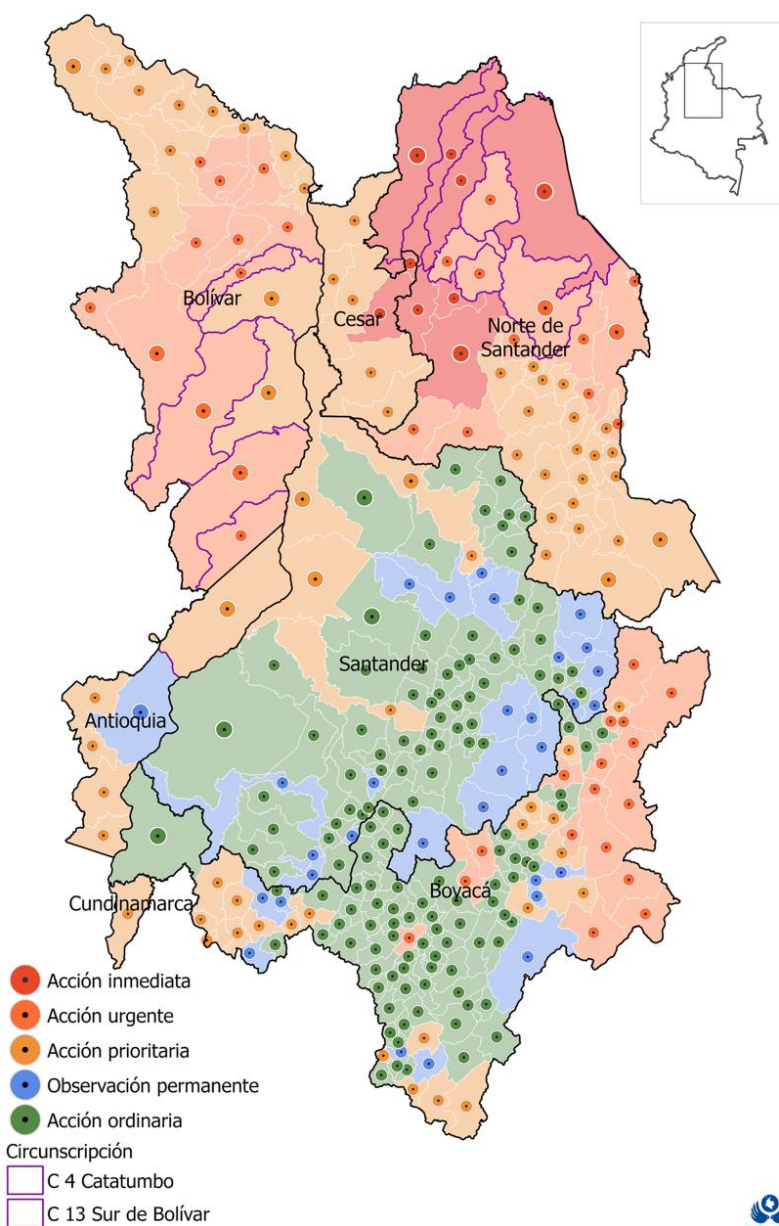 Bolívar
Cesar
Norte de
Santander
Santander
Antioquia
Boyacá
Cundinamarca
Acción inmediata
Acción urgente
Acción prioritaria
Observación permanente
Acción ordinaria
Circunscripción
C 4 Catatumbo
C 13 Sur de Bolívar